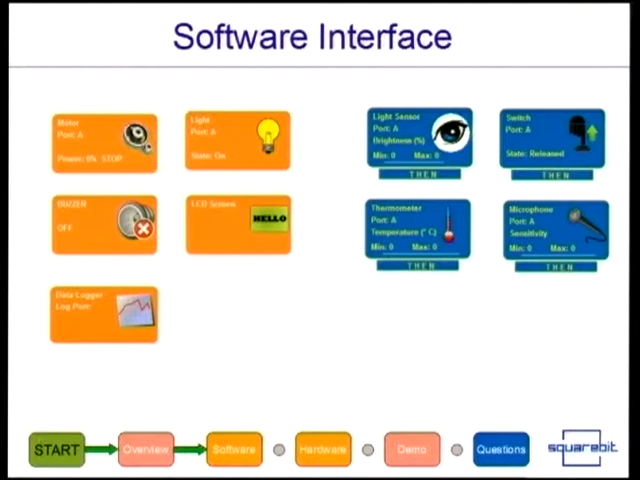 Software Interface
Motor
Port: A
Power: 8% STOP
Light
Port: A
State: On
Light Sensor
Port: A
Brightness (%)
Min: 0 Max: 0
THEN
Switch
Port: A
State: Released
THEN
BUZZER
OFF
LCD Screen
HELLO
Thermometer
Port: A
Temperature (° C)
Min: 0 Max: 0
THEN
Microphone
Port: A
Sensitivity
Min: 0 Max: 0
THEN
Data Logger
Log Port:
START
Overview
Software
Hardware
Demo
Questions
squarebit